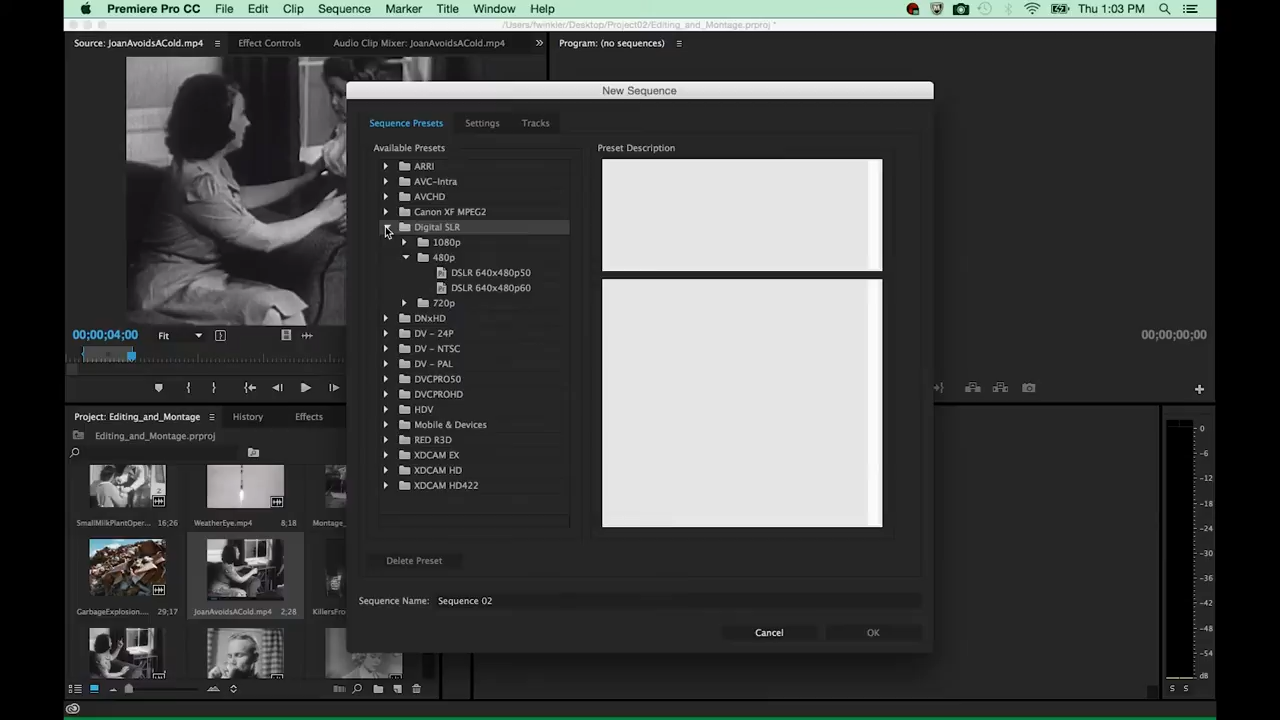 Premiere Pro CC File Edit Clip Sequence Marker Title Window Help Thu 1:03 PM
/Users/fwinkler/Desktop/Project02/Editing_and_Montage.prproj *
Source: JoanAvoidsACold.mp4 Effect Controls Audio Clip Mixer: JoanAvoidsACold.mp4 » Program: (no sequences)
New Sequence
Sequence Presets Settings Tracks
Available Presets Preset Description
ARRI
AVC-Intra
AVCHD
Canon XF MPEG2
Digital SLR
1080p
480p
DSLR 640x480p50
DSLR 640x480p60
720p
DNxHD
DV - 24P
DV - NTSC
DV - PAL
DVCPRO50
DVCPROHD
HDV
Mobile & Devices
RED R3D
XDCAM EX
XDCAM HD
XDCAM HD422
Delete Preset
Sequence Name: Sequence 02
Cancel OK
00;00;04;00 Fit
00;00;00;00
Project: Editing_and_Montage History Effects
Editing_and_Montage.prproj
SmallMilkPlantOper... 16;26 WeatherEye.mp4 8;18 Montage_
GarbageExplosion.... 29;17 JoanAvoidsACold.mp4 2;28 KillersFro
0
-6
-12
-18
-24
-30
-36
-42
-48
-54
dB
S S